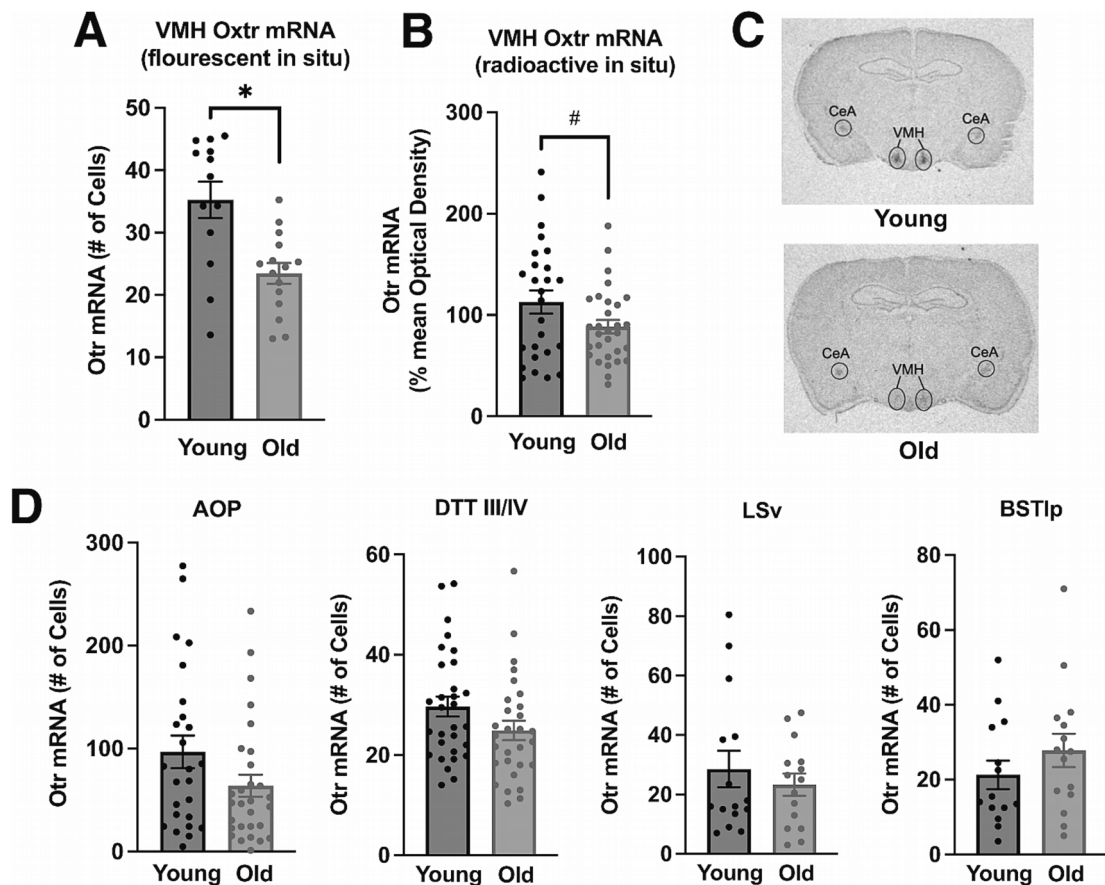 A
VMH Oxtr mRNA
(flourescent in situ)
*
Otr mRNA (# of Cells)
50
40
30
20
10
0
Young Old
B
VMH Oxtr mRNA
(radioactive in situ)
#
Otr mRNA
(% mean Optical Density)
300
200
100
0
Young Old
C
CeA
CeA
VMH
Young
CeA
CeA
VMH
Old
D
AOP
Otr mRNA (# of Cells)
300
200
100
0
Young Old
DTT III/IV
Otr mRNA (# of Cells)
60
40
20
0
Young Old
LSv
Otr mRNA (# of Cells)
100
80
60
40
20
0
Young Old
BSTlp
Otr mRNA (# of Cells)
80
60
40
20
0
Young Old